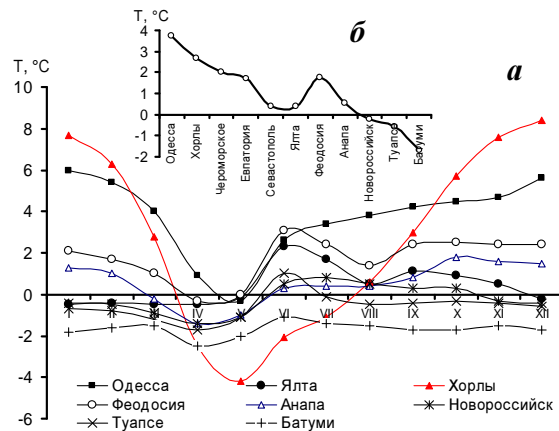 Т, °C
б
4
3
2
1
0
-1
-2
Одесса
Хорлы
Чероморское
Евпатория
Севастополь
Ялта
Феодосия
Анапа
Новороссийск
Туапсе
Батуми
Т, °C
а
10
8
6
4
2
0
-2
-4
-6
IV V VI VII VIII IX X XI XII
Одесса Ялта Хорлы
Феодосия Анапа Новороссийск
Туапсе Батуми